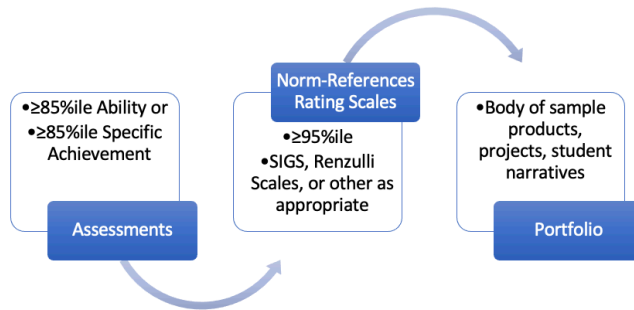 •≥85%ile Ability or
•≥85%ile Specific
Achievement
Assessments
Norm-References
Rating Scales
•≥95%ile
•SIGS, Renzulli
Scales, or other as
appropriate
•Body of sample
products,
projects, student
narratives
Portfolio